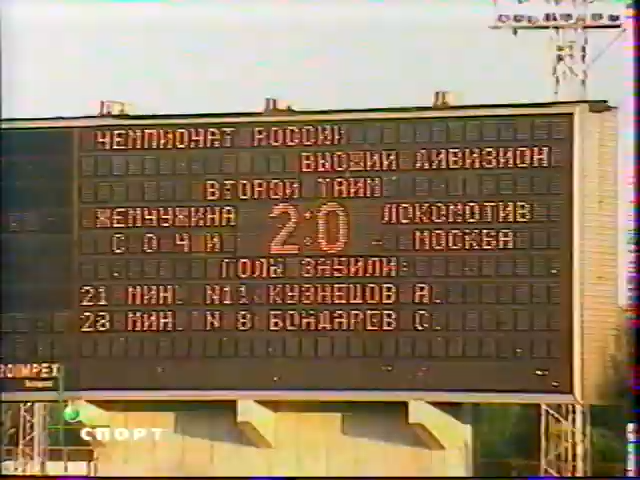 ЧЕМПИОНАТ РОССИИ
ВЫСШИЙ ДИВИЗИОН
ВТОРОЙ ТАЙМ
ЖЕМЧУЖИНА 2:0 ЛОКОМОТИВ
СОЧИ МОСКВА
ГОЛЫ ЗАБИЛИ:
21 МИН. N11 КУЗНЕЦОВ А.
28 МИН. N 8 БОНДАРЕВ С.
СПОРТ